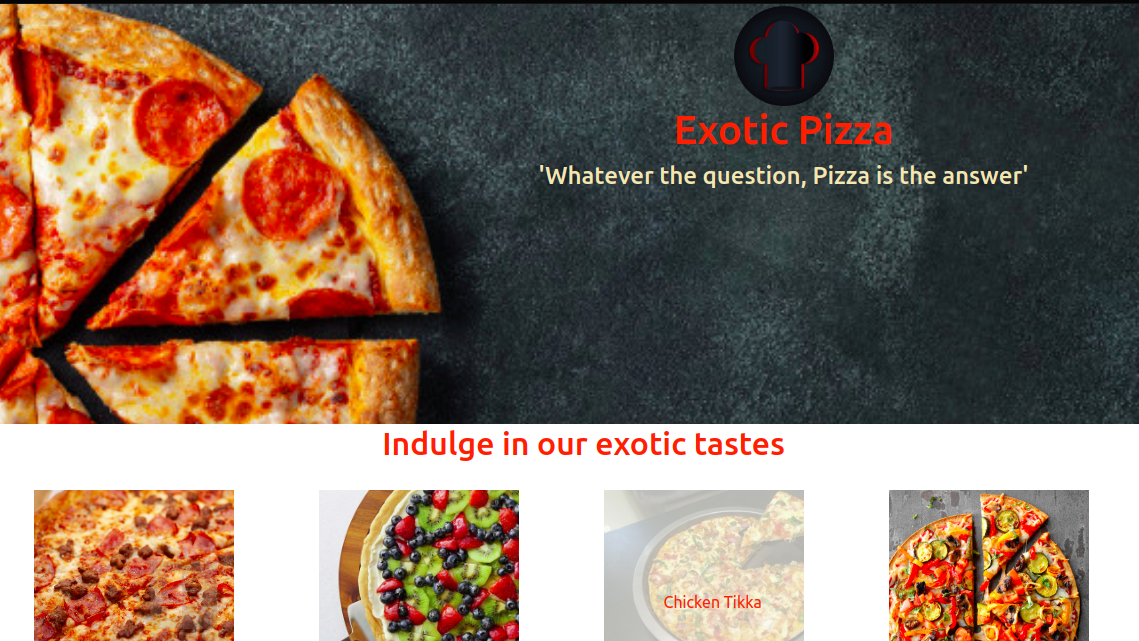 Exotic Pizza
'Whatever the question, Pizza is the answer'
Indulge in our exotic tastes
Chicken Tikka